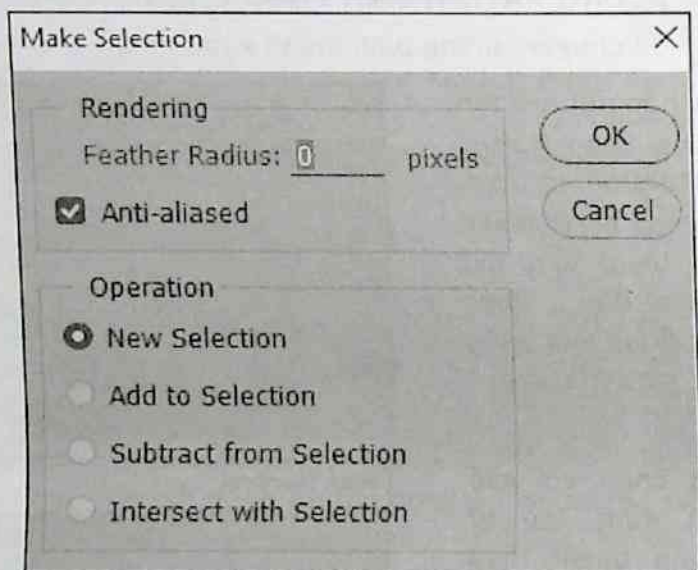 Make Selection
Rendering
Feather Radius: 0 pixels
Anti-aliased
OK
Cancel
Operation
New Selection
Add to Selection
Subtract from Selection
Intersect with Selection